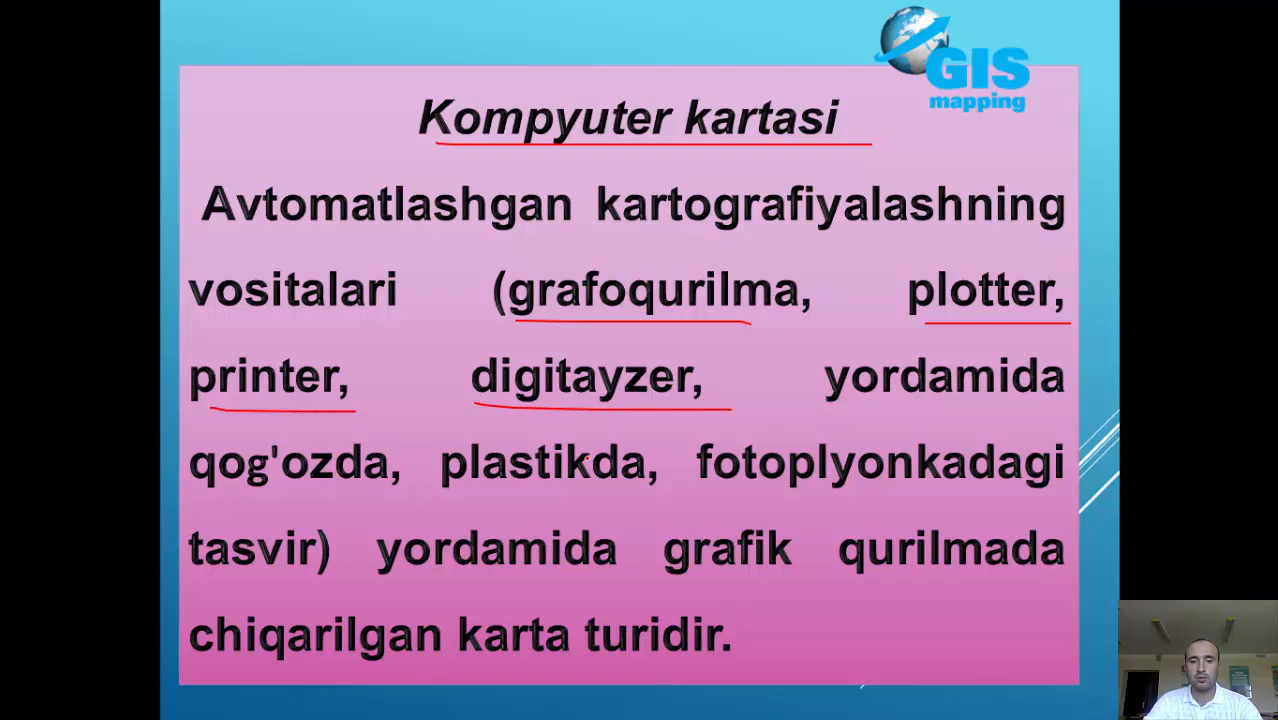 GIS
mapping
Kompyuter kartasi
Avtomatlashgan kartografiyalashning
vositalari (grafoqurilma, plotter,
printer, digitayzer, yordamida
qog'ozda, plastikda, fotoplyonkadagi
tasvir) yordamida grafik qurilmada
chiqarilgan karta turidir.